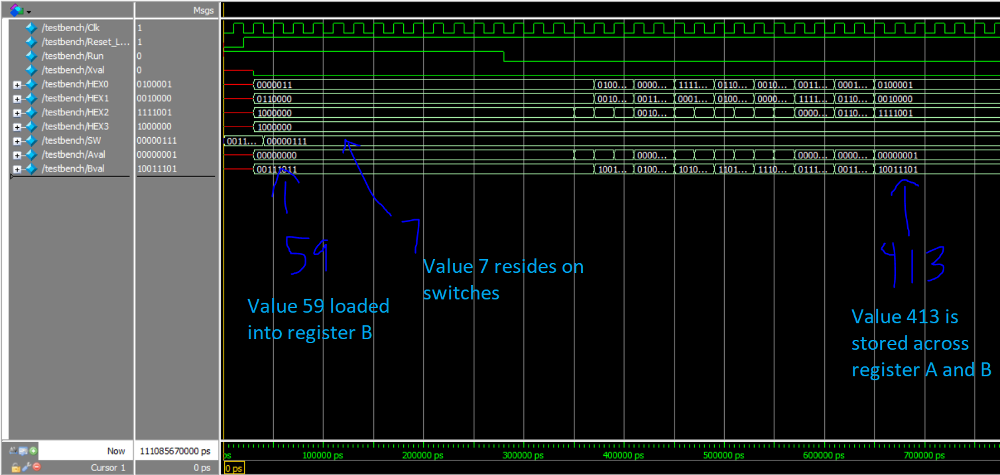 Msgs
/testbench/Clk 1
/testbench/Reset_L... 1
/testbench/Run 0
/testbench/Xval 0
/testbench/HEX0 0100001 0000011 0100... 0000... 1111... 0110... 0010... 0011... 0001... 0100001
/testbench/HEX1 0010000 0110000 0010... 0011... 0001... 0100... 0000... 1111... 0110... 0010000
/testbench/HEX2 1111001 1000000 0010... 0000... 0110... 1111001
/testbench/HEX3 1000000 1000000
/testbench/SW 00000111 0011... 00000111
/testbench/Aval 00000001 00000000 0000... 0000... 0000... 00000001
/testbench/Bval 10011101 00111011 1001... 0100... 1010... 1101... 1110... 0111... 0011... 10011101
59
7
413
Value 7 resides on
switches
Value 59 loaded
into register B
Value 413 is
stored across
register A and B
Now 111085670000 ps
ps 100000 ps 200000 ps 300000 ps 400000 ps 500000 ps 600000 ps 700000 ps
Cursor 1 0 ps
0 ps